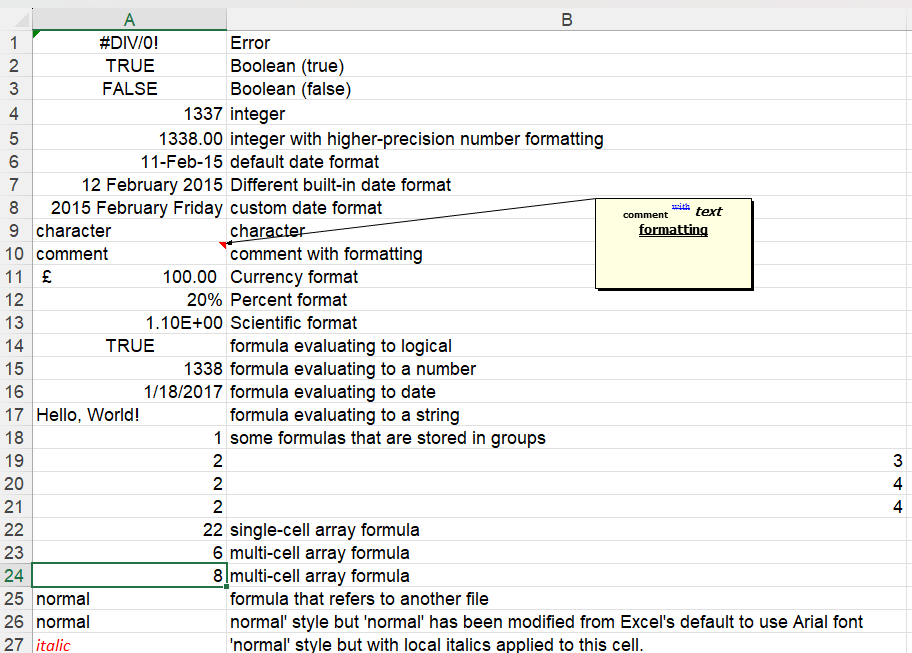 A B
1 #DIV/0! Error
2 TRUE Boolean (true)
3 FALSE Boolean (false)
4 1337 integer
5 1338.00 integer with higher-precision number formatting
6 11-Feb-15 default date format
7 12 February 2015 Different built-in date format
8 2015 February Friday custom date format
comment with text
formatting
9 character character
10 comment comment with formatting
11 £ 100.00 Currency format
12 20% Percent format
13 1.10E+00 Scientific format
14 TRUE formula evaluating to logical
15 1338 formula evaluating to a number
16 1/18/2017 formula evaluating to date
17 Hello, World! formula evaluating to a string
18 1 some formulas that are stored in groups
19 2 3
20 2 4
21 2 4
22 22 single-cell array formula
23 6 multi-cell array formula
24 8 multi-cell array formula
25 normal formula that refers to another file
26 normal normal' style but 'normal' has been modified from Excel's default to use Arial font
27 italic 'normal' style but with local italics applied to this cell.